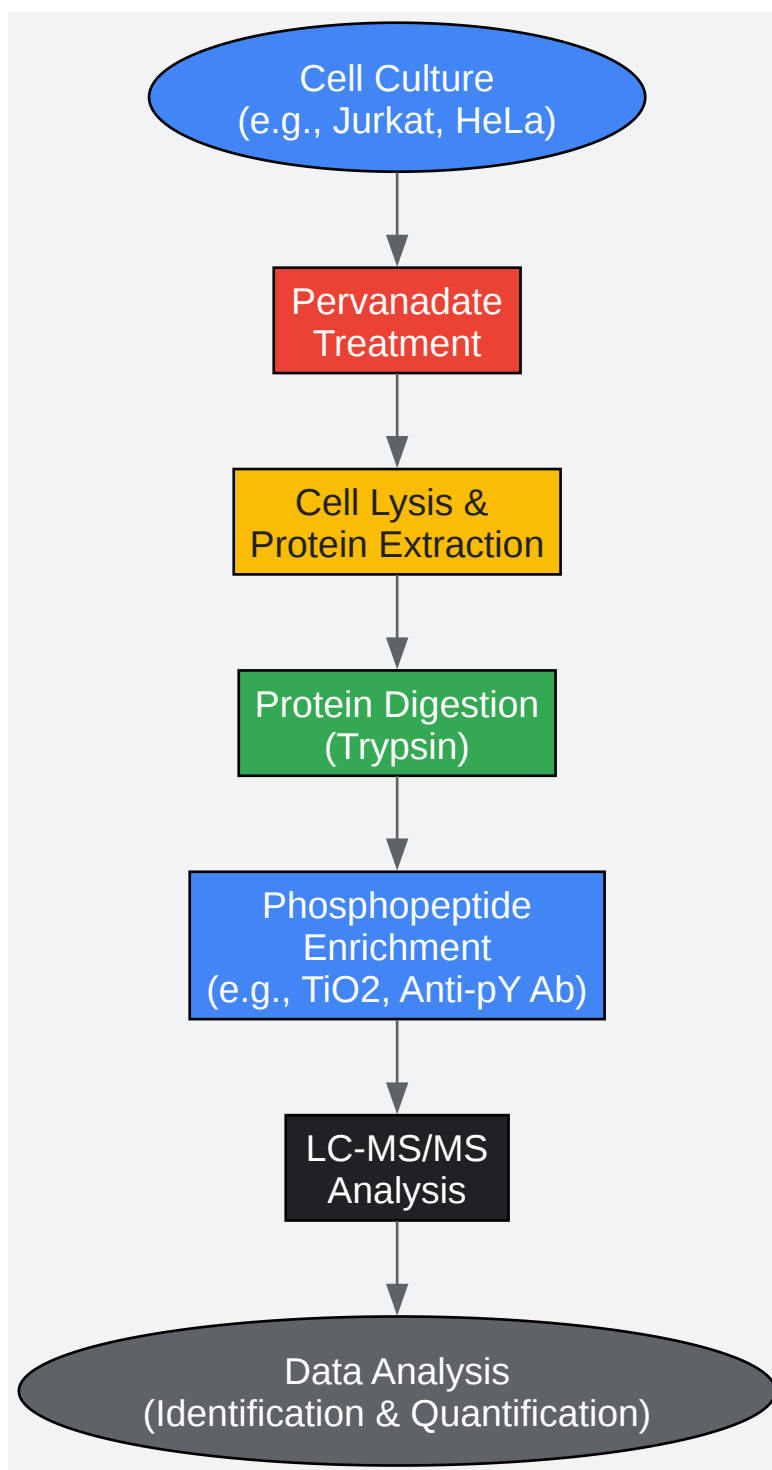 Cell Culture
(e.g., Jurkat, HeLa)
Pervanadate
Treatment
Cell Lysis &
Protein Extraction
Protein Digestion
(Trypsin)
Phosphopeptide
Enrichment
(e.g., TiO2, Anti-pY Ab)
LC-MS/MS
Analysis
Data Analysis
(Identification & Quantification)